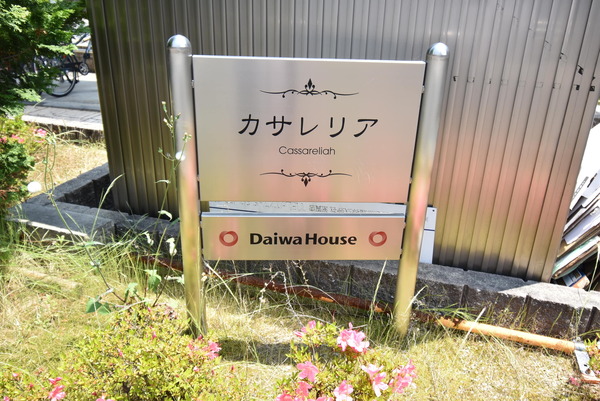 カサレリア
Cassareliah
Daiwa House